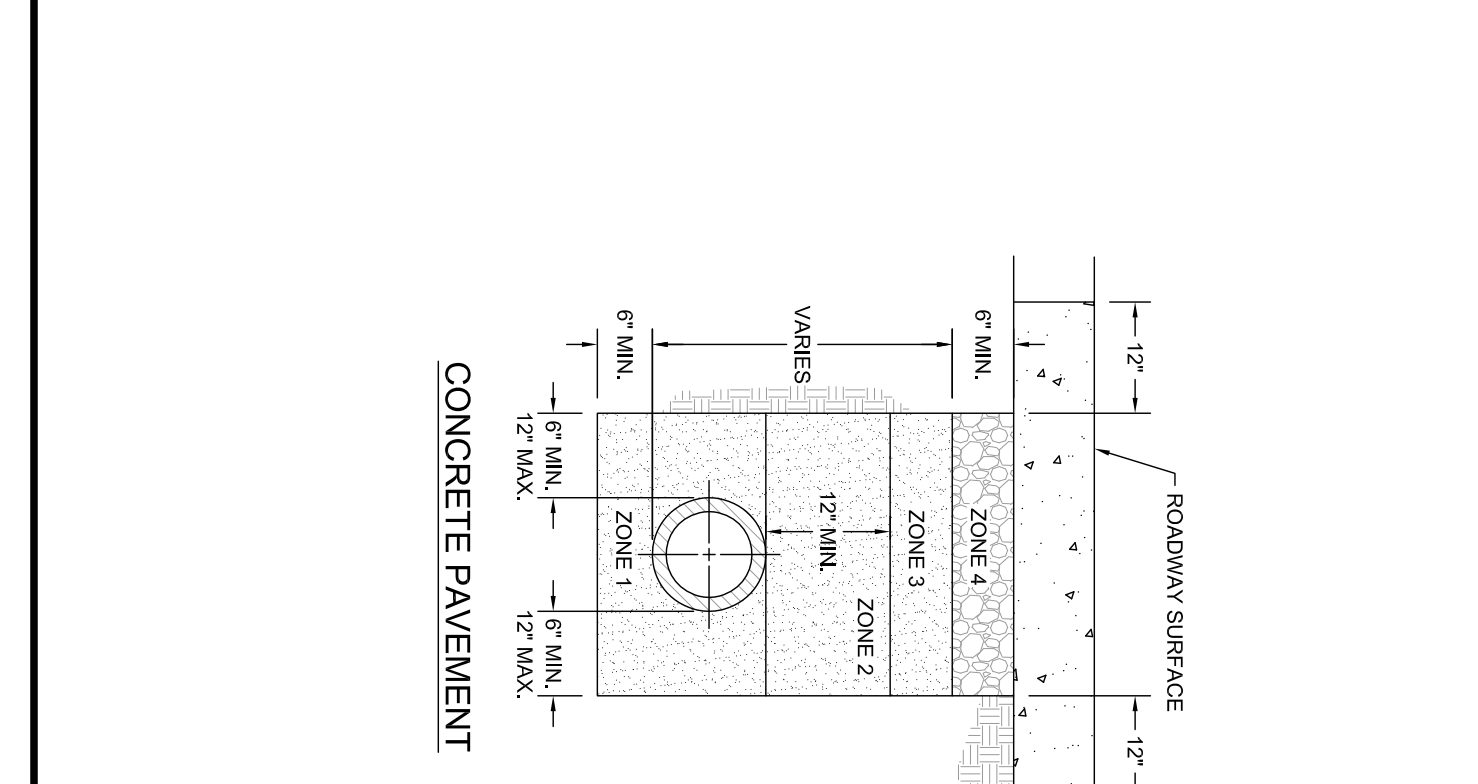 ROADWAY SURFACE
12"
12"
6" MIN.
VARIES
6" MIN.
ZONE 4
ZONE 3
ZONE 2
12" MIN.
ZONE 1
6" MIN.
12" MAX.
6" MIN.
12" MAX.
CONCRETE PAVEMENT